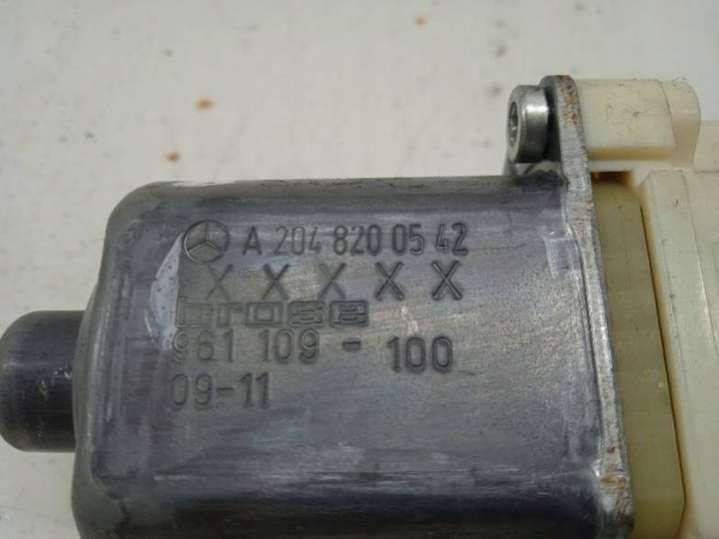 A 204 820 05 42
X X X X X
brose
961 109 - 100
09-11